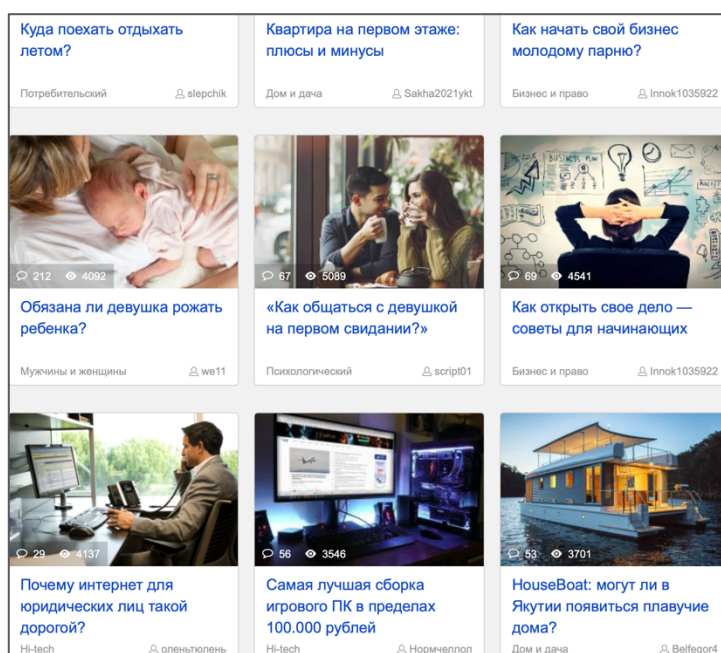 Куда поехать отдыхать
летом?
Потребительский
slepchik
Квартира на первом этаже:
плюсы и минусы
Дом и дача
Sakha2021ykt
Как начать свой бизнес
молодому парню?
Бизнес и право
Innok1035922
212 4092
Обязана ли девушка рожать
ребенка?
Мужчины и женщины
we11
67 5089
«Как общаться с девушкой
на первом свидании?»
Психологический
script01
BUSINESS PLAN
MARKET
69 4541
Как открыть свое дело —
советы для начинающих
Бизнес и право
Innok1035922
29 4137
Почему интернет для
юридических лиц такой
дорогой?
Hi-tech
оленьтюлень
56 3546
Самая лучшая сборка
игрового ПК в пределах
100.000 рублей
Hi-tech
Нормчеллол
53 3701
HouseBoat: могут ли в
Якутии появиться плавучие
дома?
Дом и дача
Belfegor4